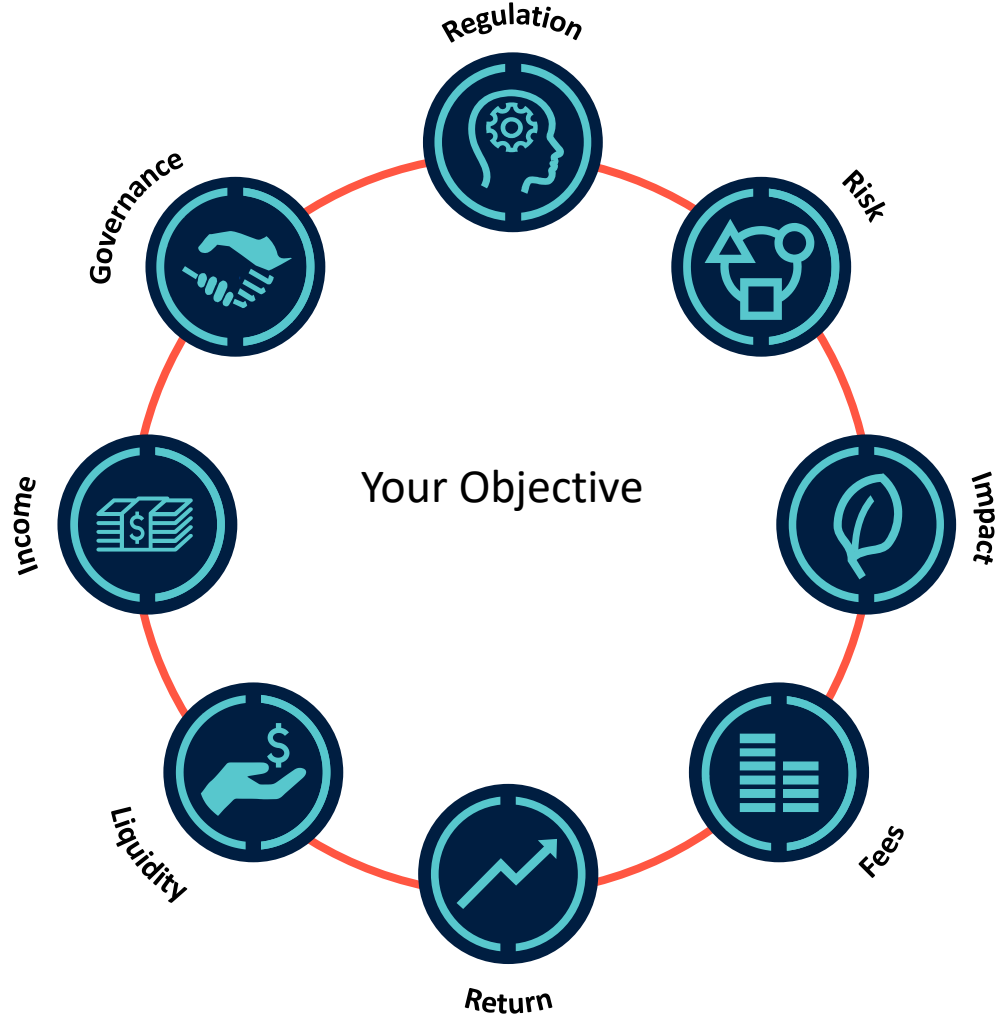 Regulation
Risk
Impact
Fees
Return
Liquidity
Income
$
Governance
$
Your Objective